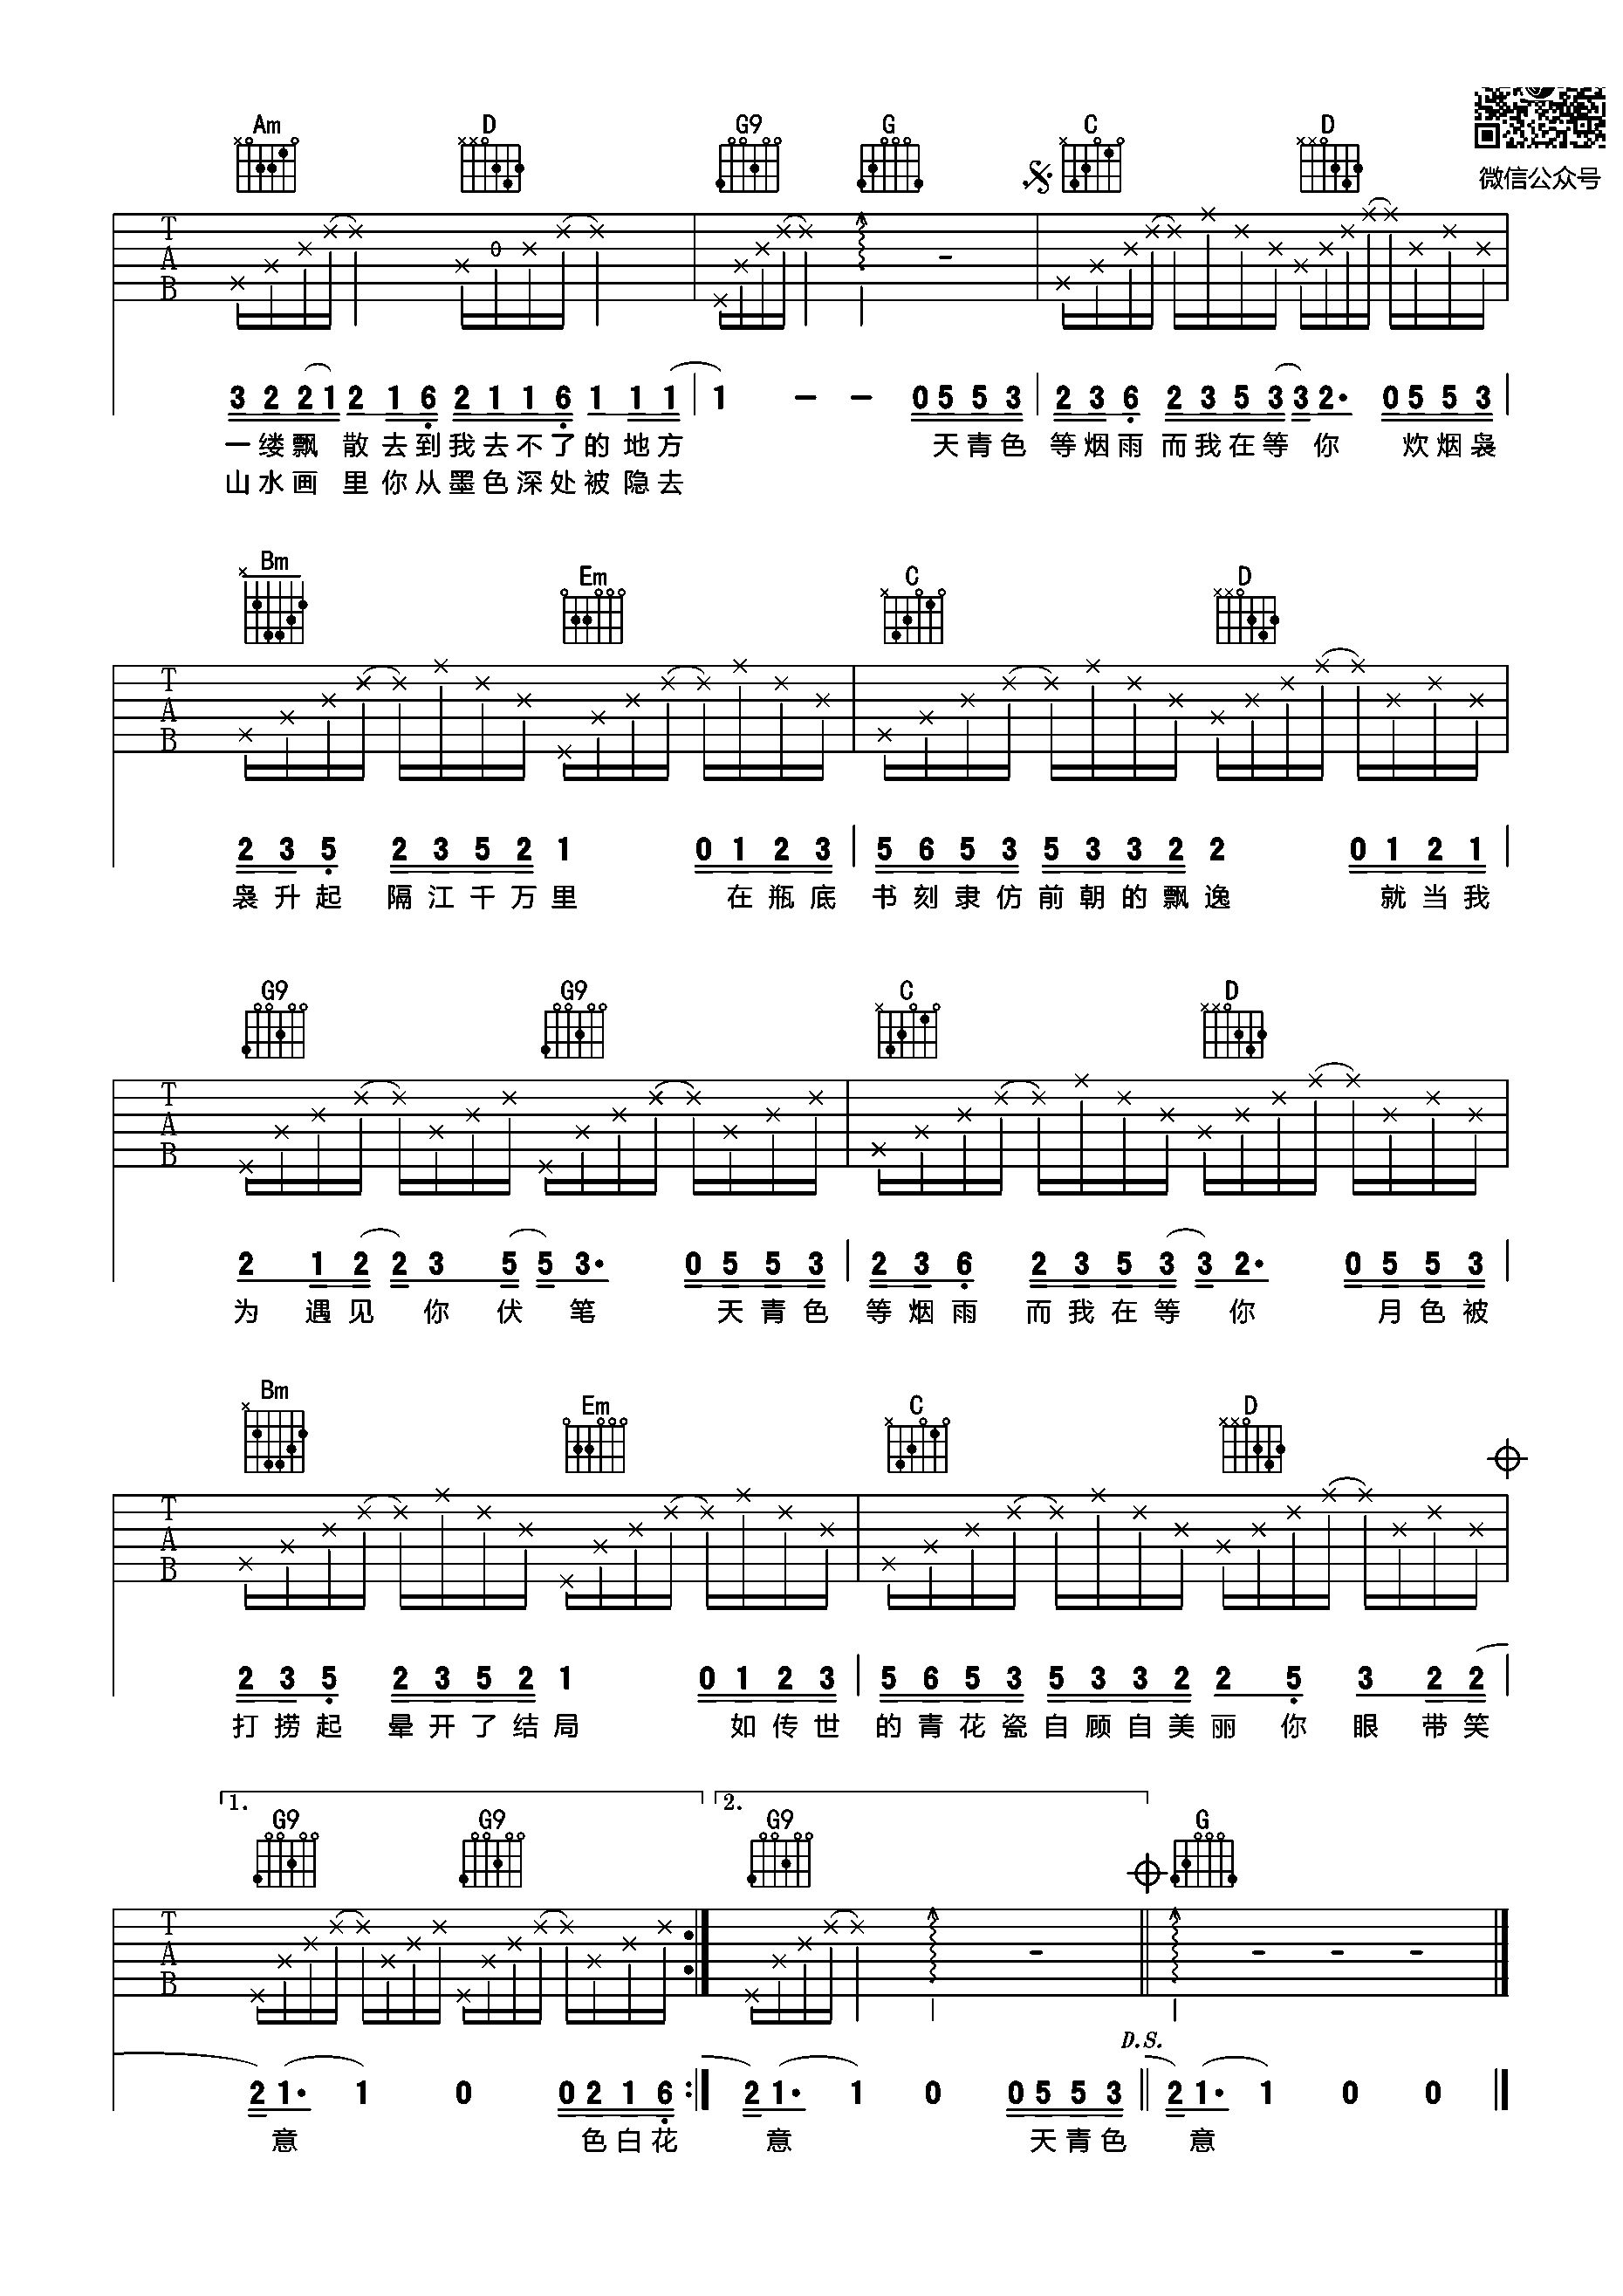 Am D G9 G C D
微信公众号
T A B 0
3 2 2 1 2 1 6 2 1 1 6 1 1 1 | 1 – – 0 5 5 3 | 2 3 6 2 3 5 3 3 2· 0 5 5 3 |
一缕飘 散去到我去不了的地方 天青色 等烟雨 而我在等 你 炊烟袅
山水画 里你从墨色深处被隐去
Bm Em C D
T A B
2 3 5 2 3 5 2 1 0 1 2 3 | 5 6 5 3 5 3 3 2 2 0 1 2 1 |
袅升起 隔江千万里 在瓶底 书刻隶仿前朝的飘逸 就当我
G9 G9 C D
T A B
2 1 2 2 3 5 5 3· 0 5 5 3 | 2 3 6 2 3 5 3 3 2· 0 5 5 3 |
为 遇见 你 伏 笔 天青色 等烟雨 而我在等 你 月色被
Bm Em C D
T A B
2 3 5 2 3 5 2 1 0 1 2 3 | 5 6 5 3 5 3 3 2 2 5 3 2 2 |
打捞起 晕开了结局 如传世 的青花瓷自顾自美丽 你 眼 带笑
1. 2.
G9 G9 G9 G
T A B
D.S.
2 1· 1 0 0 2 1 6 :| 2 1· 1 0 0 5 5 3 || 2 1· 1 0 0 ||
意 色白花 意 天青色 意